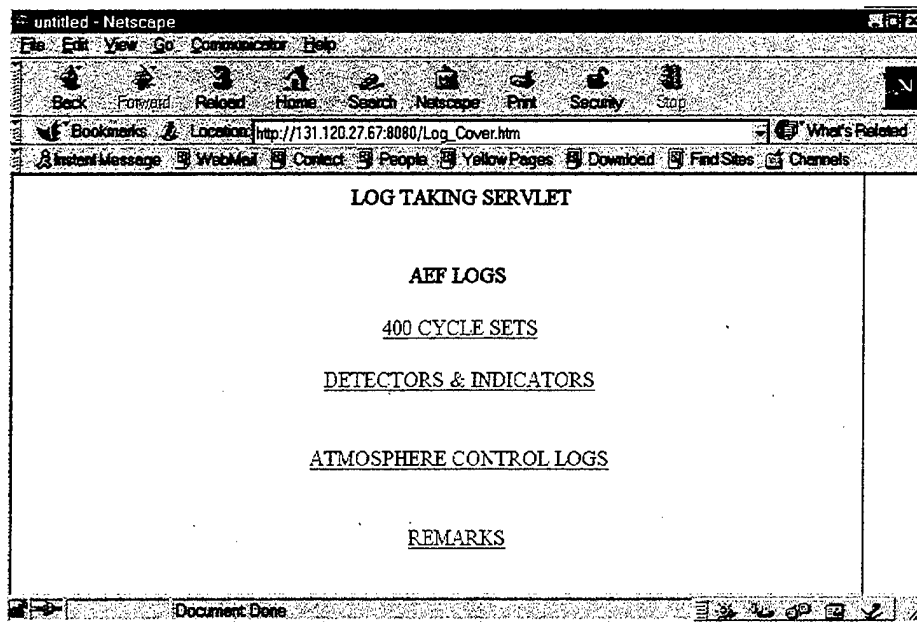 untitled - Netscape
File Edit View Go Communicator Help
Back Forward Reload Home Search Netscape Print Security Stop
Bookmarks Location: http://131.120.27.67:8080/Log_Cover.htm What's Related
Instant Message WebMail Contact People Yellow Pages Download Find Sites Channels
LOG TAKING SERVLET
AEF LOGS
400 CYCLE SETS
DETECTORS & INDICATORS
ATMOSPHERE CONTROL LOGS
REMARKS
Document: Done